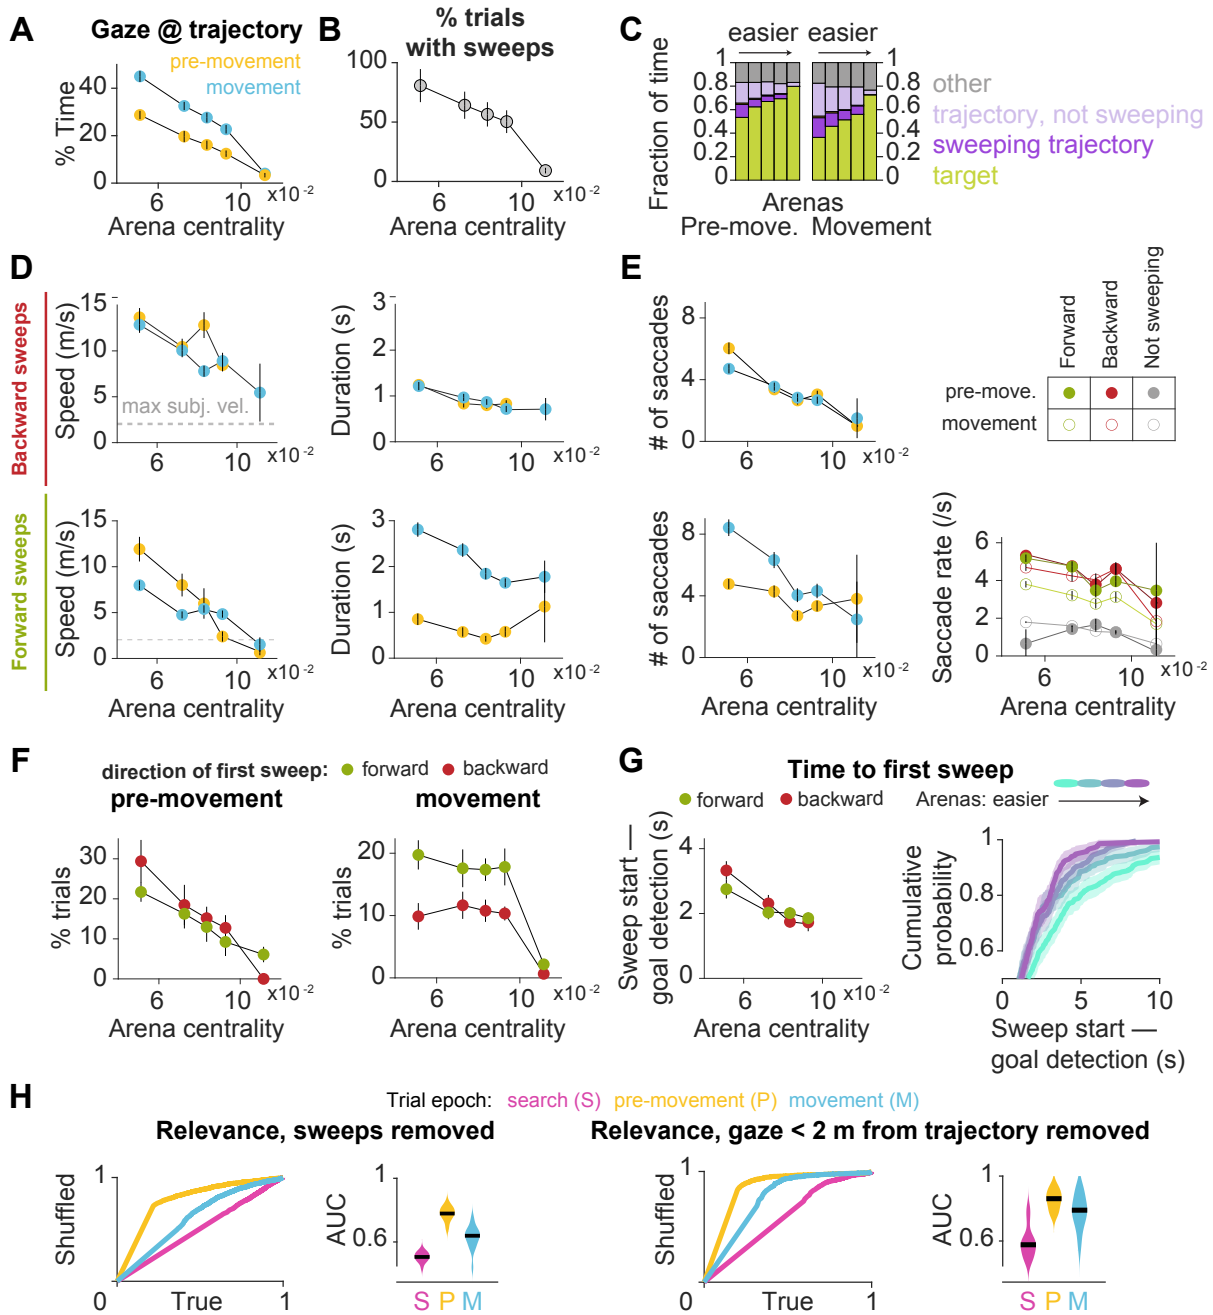 A
Gaze @ trajectory
pre-movement
movement
% Time
40
20
0
6
10
x10 -2
Arena centrality
B
% trials
with sweeps
100
50
0
6
10
x10 -2
Arena centrality
C
easier
easier
Fraction of time
1
0.8
0.6
0.4
0.2
0
1
0.8
0.6
0.4
0.2
0
Arenas
Pre-move.
Movement
other
trajectory, not sweeping
sweeping trajectory
target
D
Backward sweeps
Speed (m/s)
15
10
5
0
max subj. vel.
6
10
x10 -2
Duration (s)
3
2
1
0
6
10
x10 -2
Forward sweeps
Speed (m/s)
15
10
5
0
6
10
x10 -2
Arena centrality
Duration (s)
3
2
1
0
6
10
x10 -2
Arena centrality
E
# of saccades
8
4
0
6
10
x10 -2
Forward
Backward
Not sweeping
pre-move.
movement
# of saccades
8
4
0
6
10
x10 -2
Arena centrality
Saccade rate (/s)
6
4
2
0
6
10
x10 -2
Arena centrality
F
direction of first sweep:
forward
backward
pre-movement
movement
% trials
30
20
10
0
6
10
x10 -2
Arena centrality
% trials
20
10
0
6
10
x10 -2
Arena centrality
G
Time to first sweep
forward
backward
Arenas: easier
Sweep start —
goal detection (s)
4
2
0
6
10
x10 -2
Arena centrality
Cumulative
probability
1
0.8
0.6
0
5
10
Sweep start —
goal detection (s)
H
Trial epoch:
search (S)
pre-movement (P)
movement (M)
Relevance, sweeps removed
Shuffled
1
0
True
1
AUC
1
0.6
S
P
M
Relevance, gaze < 2 m from trajectory removed
Shuffled
1
0
True
1
AUC
1
0.6
S
P
M